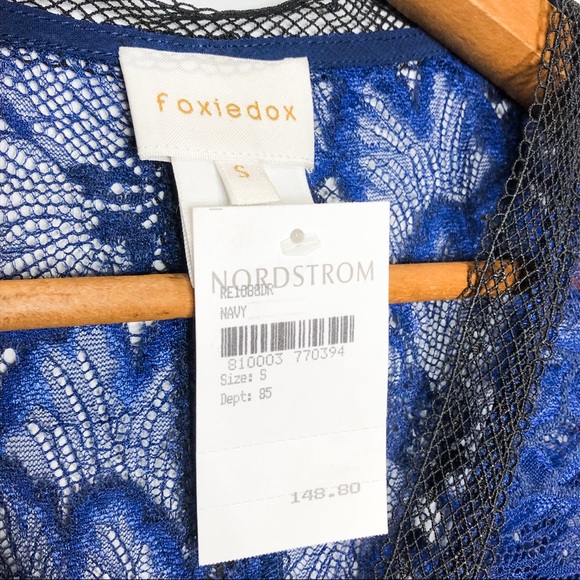 foxiedox
S
NORDSTROM
RE1088DR
NAVY
810003 770394
Size: S
Dept: 85
148.80